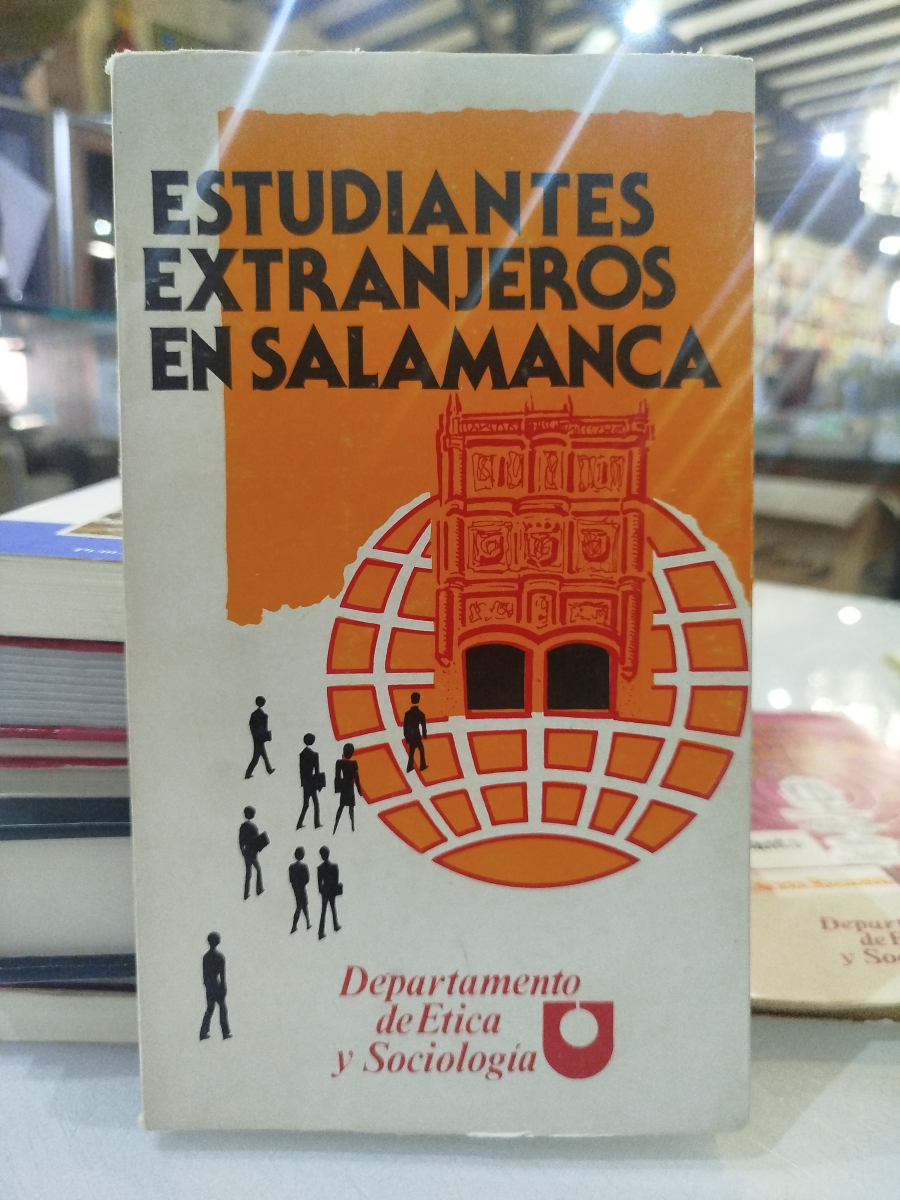 ESTUDIANTES
EXTRANJEROS
EN SALAMANCA
Departamento
de Etica
y Sociología